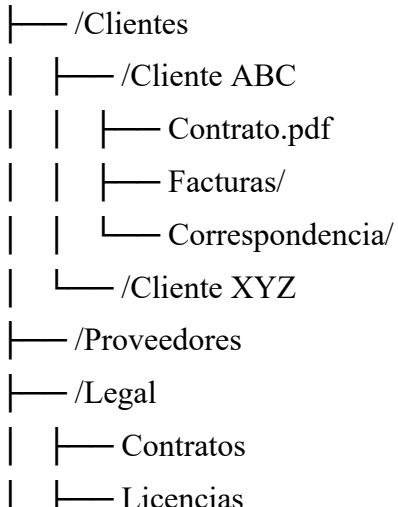 ├── /Clientes
│ ├── /Cliente ABC
│ │ ├── Contrato.pdf
│ │ ├── Facturas/
│ │ └── Correspondencia/
│ └── /Cliente XYZ
├── /Proveedores
├── /Legal
│ ├── Contratos
│ ├── Licencias